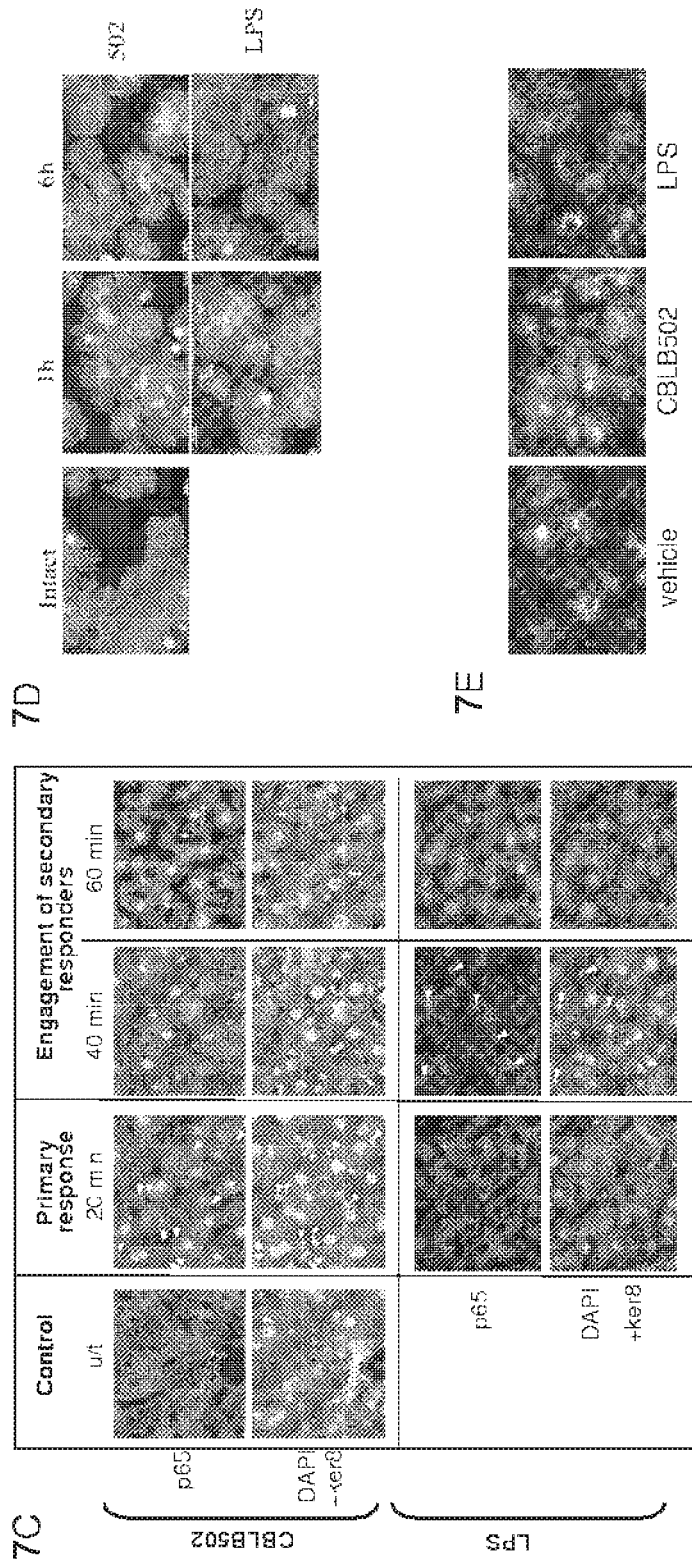 7C
Control
Primary
response
Engagement of secondary
responders
u/t
20 min
40 min
60 min
CBLB502
p65
DAPI
+ker8
LPS
p65
DAPI
+ker8
7D
Intact
1h
6h
502
LPS
7E
vehicle
CBLB502
LPS